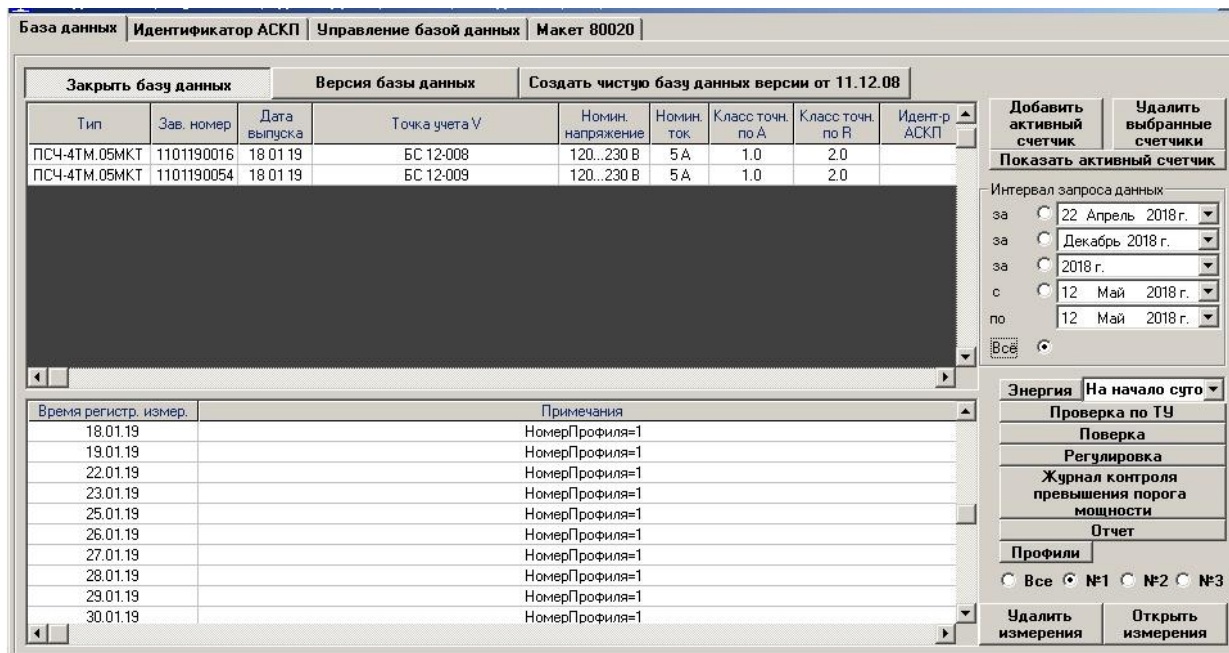 База данных Идентификатор АСКП Управление базой данных Макет 80020
Закрыть базу данных Версия базы данных Создать чистую базу данных версии от 11.12.08
Тип Зав. номер Дата выпуска Точка учета V Номин. напряжение Номин. ток Класс точн. по А Класс точн. по R Идент-р АСКП
ПСЧ-4ТМ.05МКТ 1101190016 18 01 19 БС 12-008 120...230 В 5 А 1.0 2.0
ПСЧ-4ТМ.05МКТ 1101190054 18 01 19 БС 12-009 120...230 В 5 А 1.0 2.0
Время регистр. измер. Примечания
18.01.19 НомерПрофиля=1
19.01.19 НомерПрофиля=1
22.01.19 НомерПрофиля=1
23.01.19 НомерПрофиля=1
25.01.19 НомерПрофиля=1
26.01.19 НомерПрофиля=1
27.01.19 НомерПрофиля=1
28.01.19 НомерПрофиля=1
29.01.19 НомерПрофиля=1
30.01.19 НомерПрофиля=1
Добавить активный счетчик
Удалить выбранные счетчики
Показать активный счетчик
Интервал запроса данных
за 22 Апрель 2018 г.
за Декабрь 2018 г.
за 2018 г.
с 12 Май 2018 г.
по 12 Май 2018 г.
Всё
Энергия На начало суто
Проверка по ТУ
Поверка
Регулировка
Журнал контроля
превышения порога
мощности
Отчет
Профили
Все №1 №2 №3
Удалить измерения
Открыть измерения